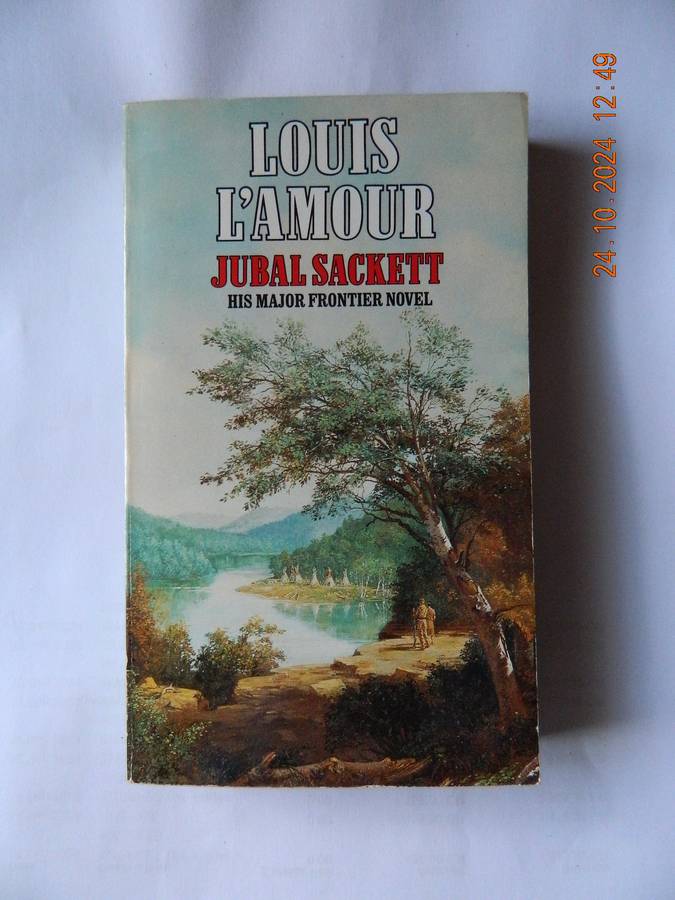 LOUIS
L'AMOUR
JUBAL SACKETT
HIS MAJOR FRONTIER NOVEL
24.10.2024 12:49